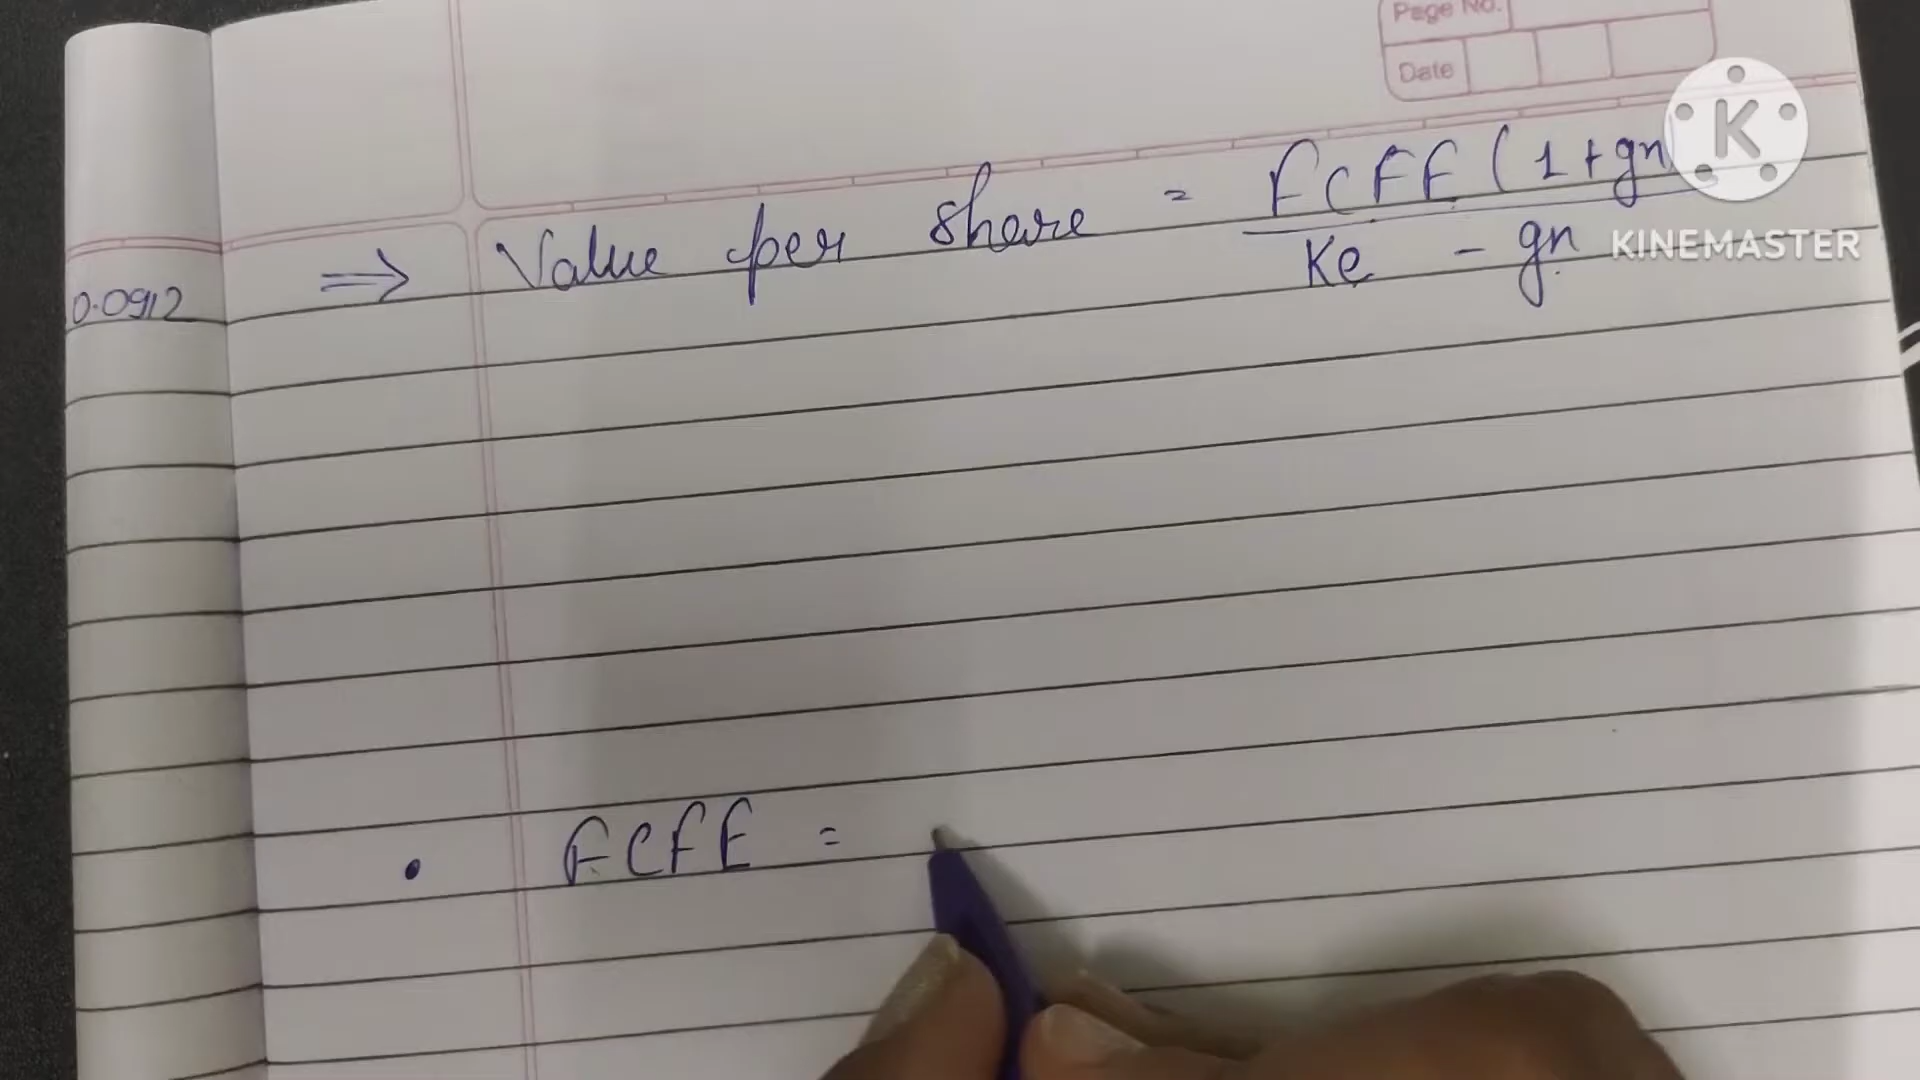 Page No.
Date
K
⇒ Value per share = FCFE (1 + gn
Ke - gn
KINEMASTER
0.0912
• FCFE =